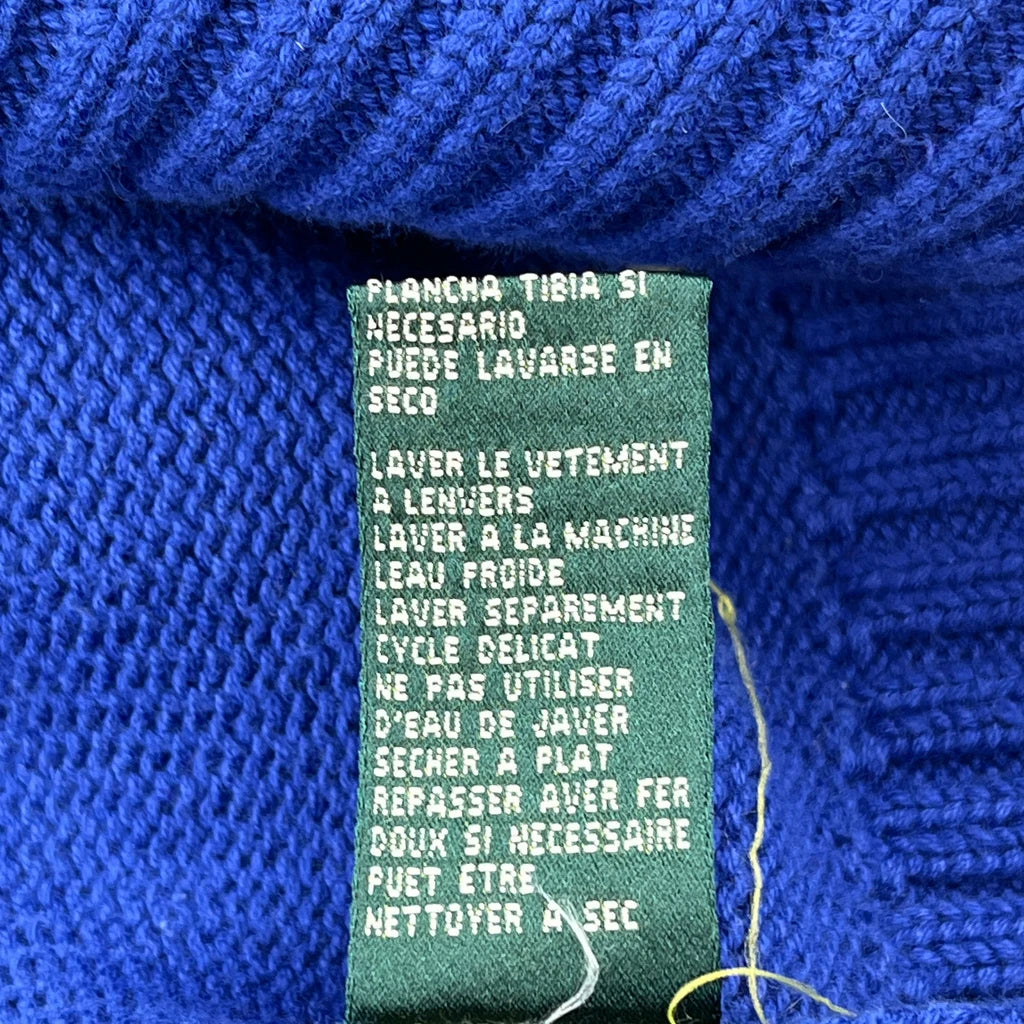 PLANCHA TIBIA SI
NECESARIO
PUEDE LAVARSE EN
SECO
LAVER LE VETEMENT
A LENVERS
LAVER A LA MACHINE
LEAU FROIDE
LAVER SEPAREMENT
CYCLE DELICAT
NE PAS UTILISER
D'EAU DE JAVER
SECHER A PLAT
REPASSER AVER FER
DOUX SI NECESSAIRE
PUET ETRE
NETTOYER A SEC